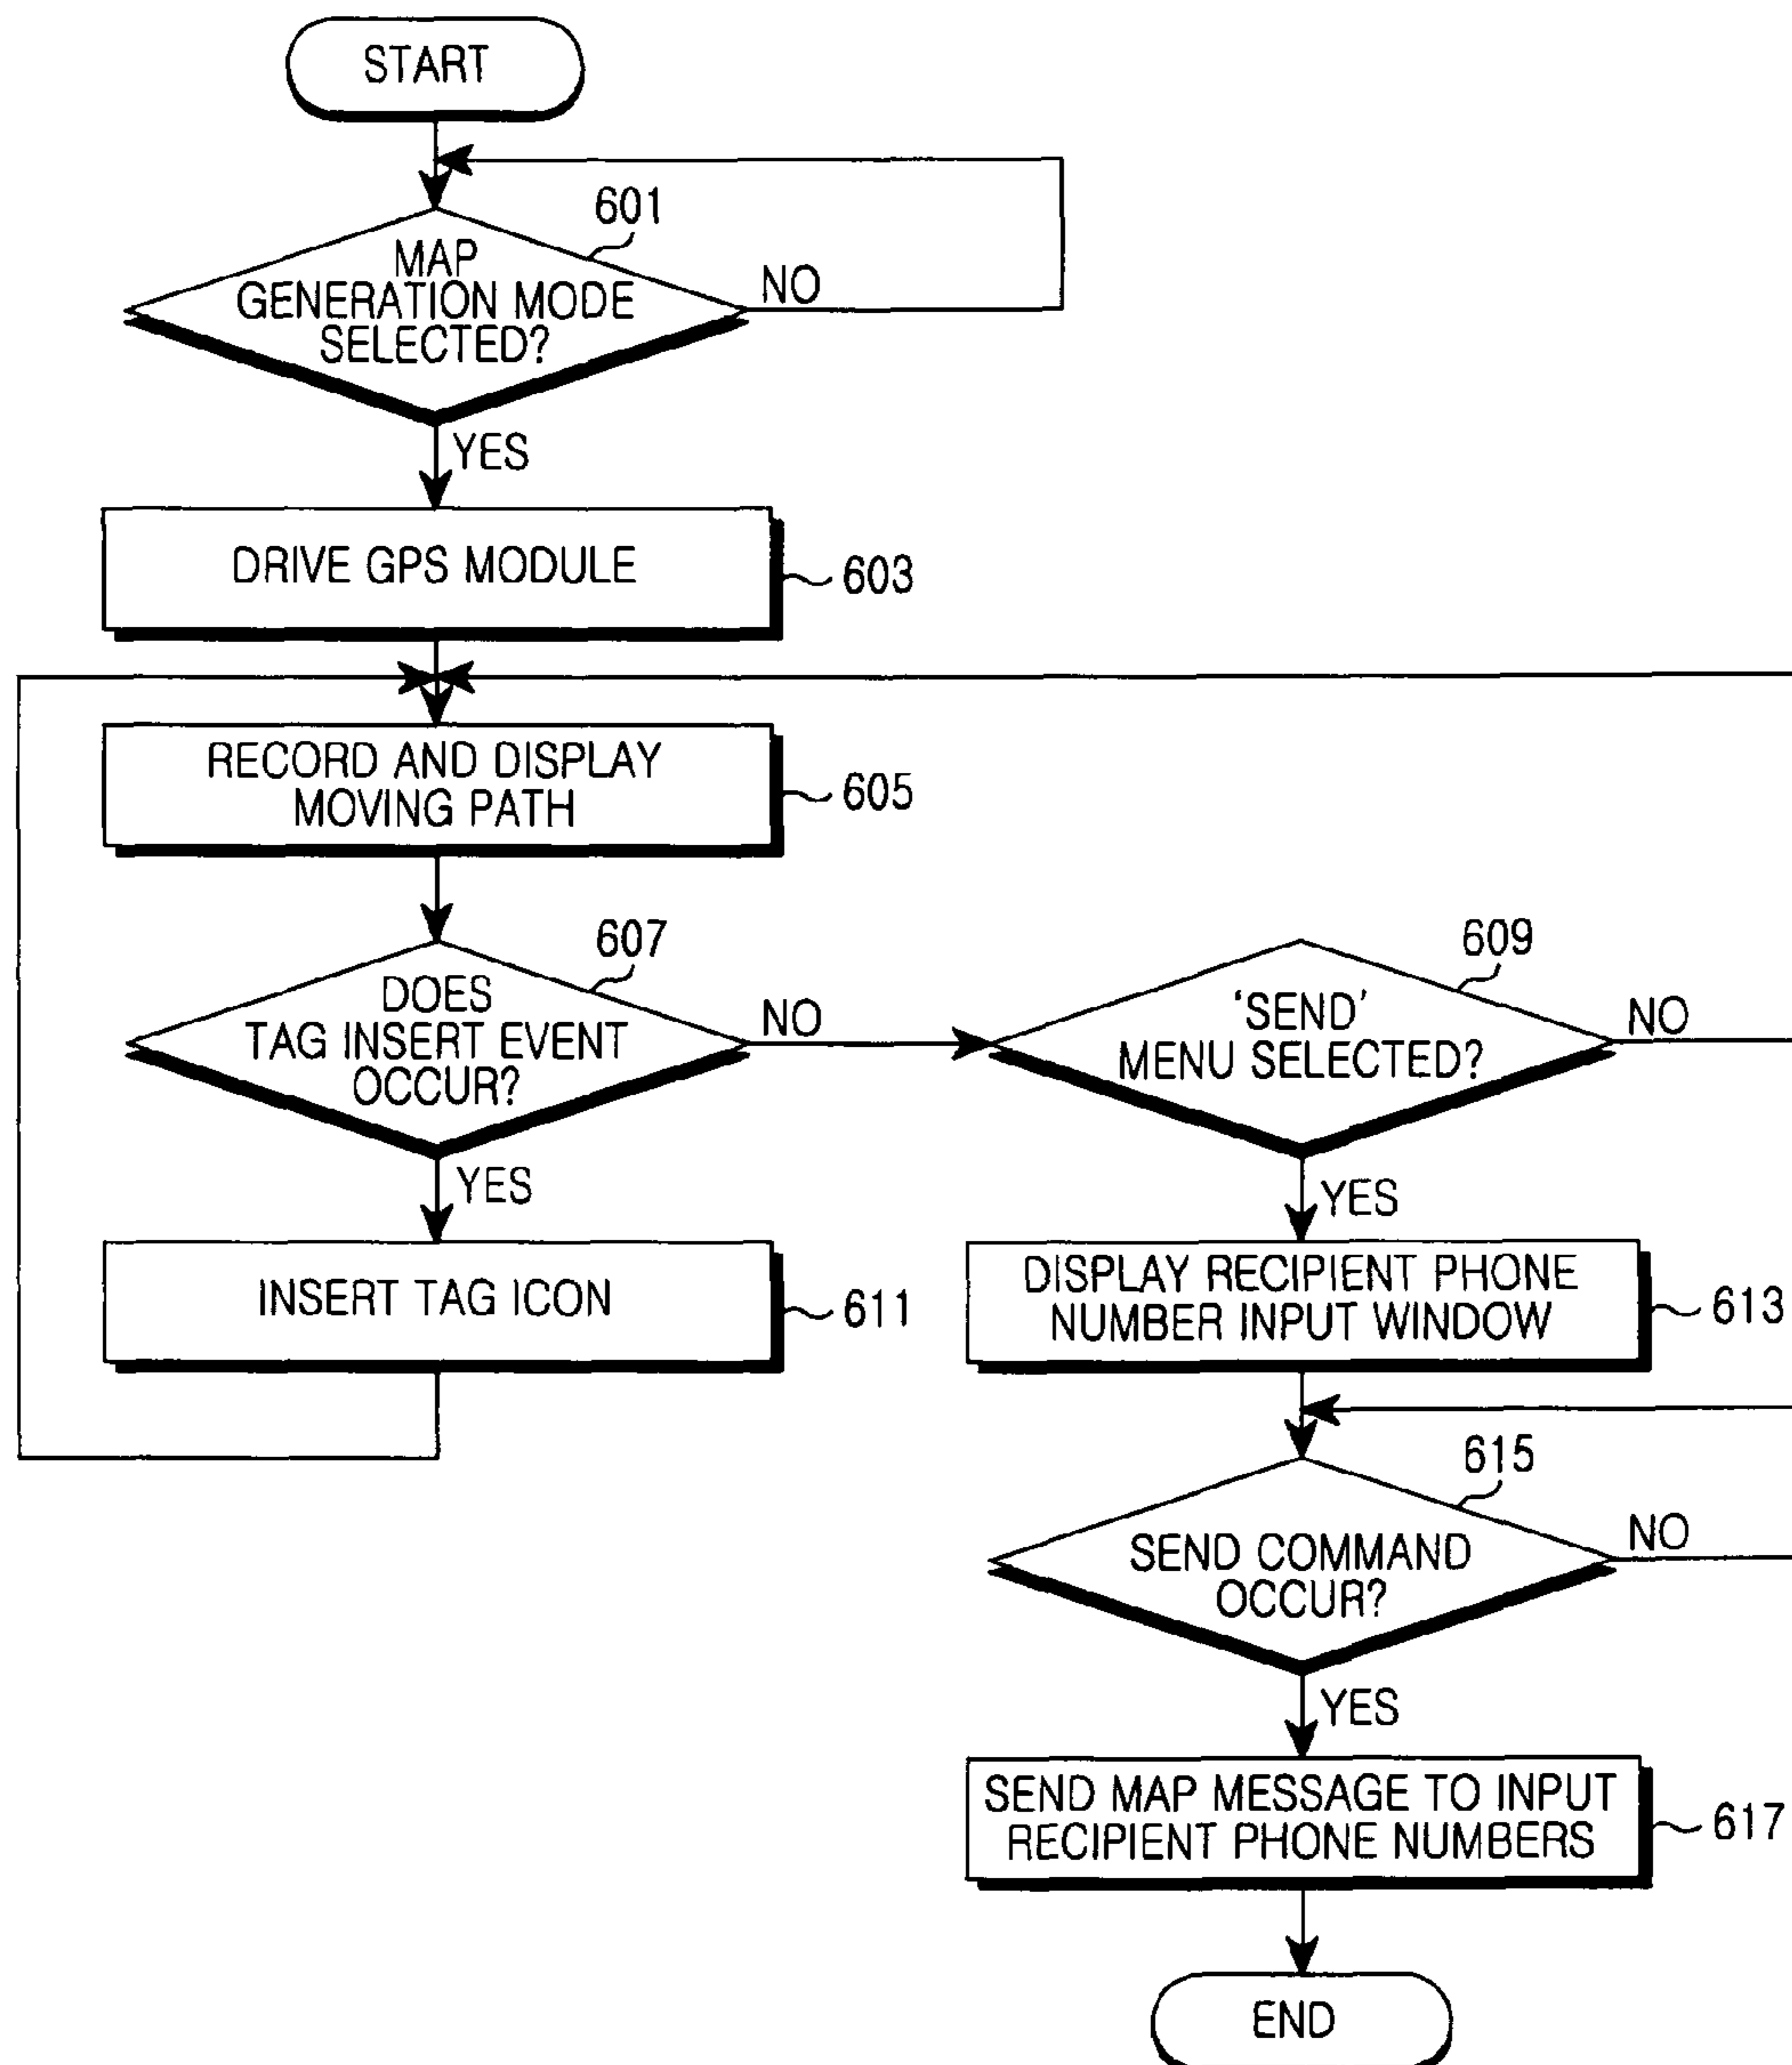 START
601
MAP
GENERATION MODE
SELECTED?
NO
YES
DRIVE GPS MODULE
603
RECORD AND DISPLAY
MOVING PATH
605
607
DOES
TAG INSERT EVENT
OCCUR?
NO
YES
609
'SEND'
MENU SELECTED?
NO
YES
INSERT TAG ICON
611
DISPLAY RECIPIENT PHONE
NUMBER INPUT WINDOW
613
615
SEND COMMAND
OCCUR?
NO
YES
SEND MAP MESSAGE TO INPUT
RECIPIENT PHONE NUMBERS
617
END